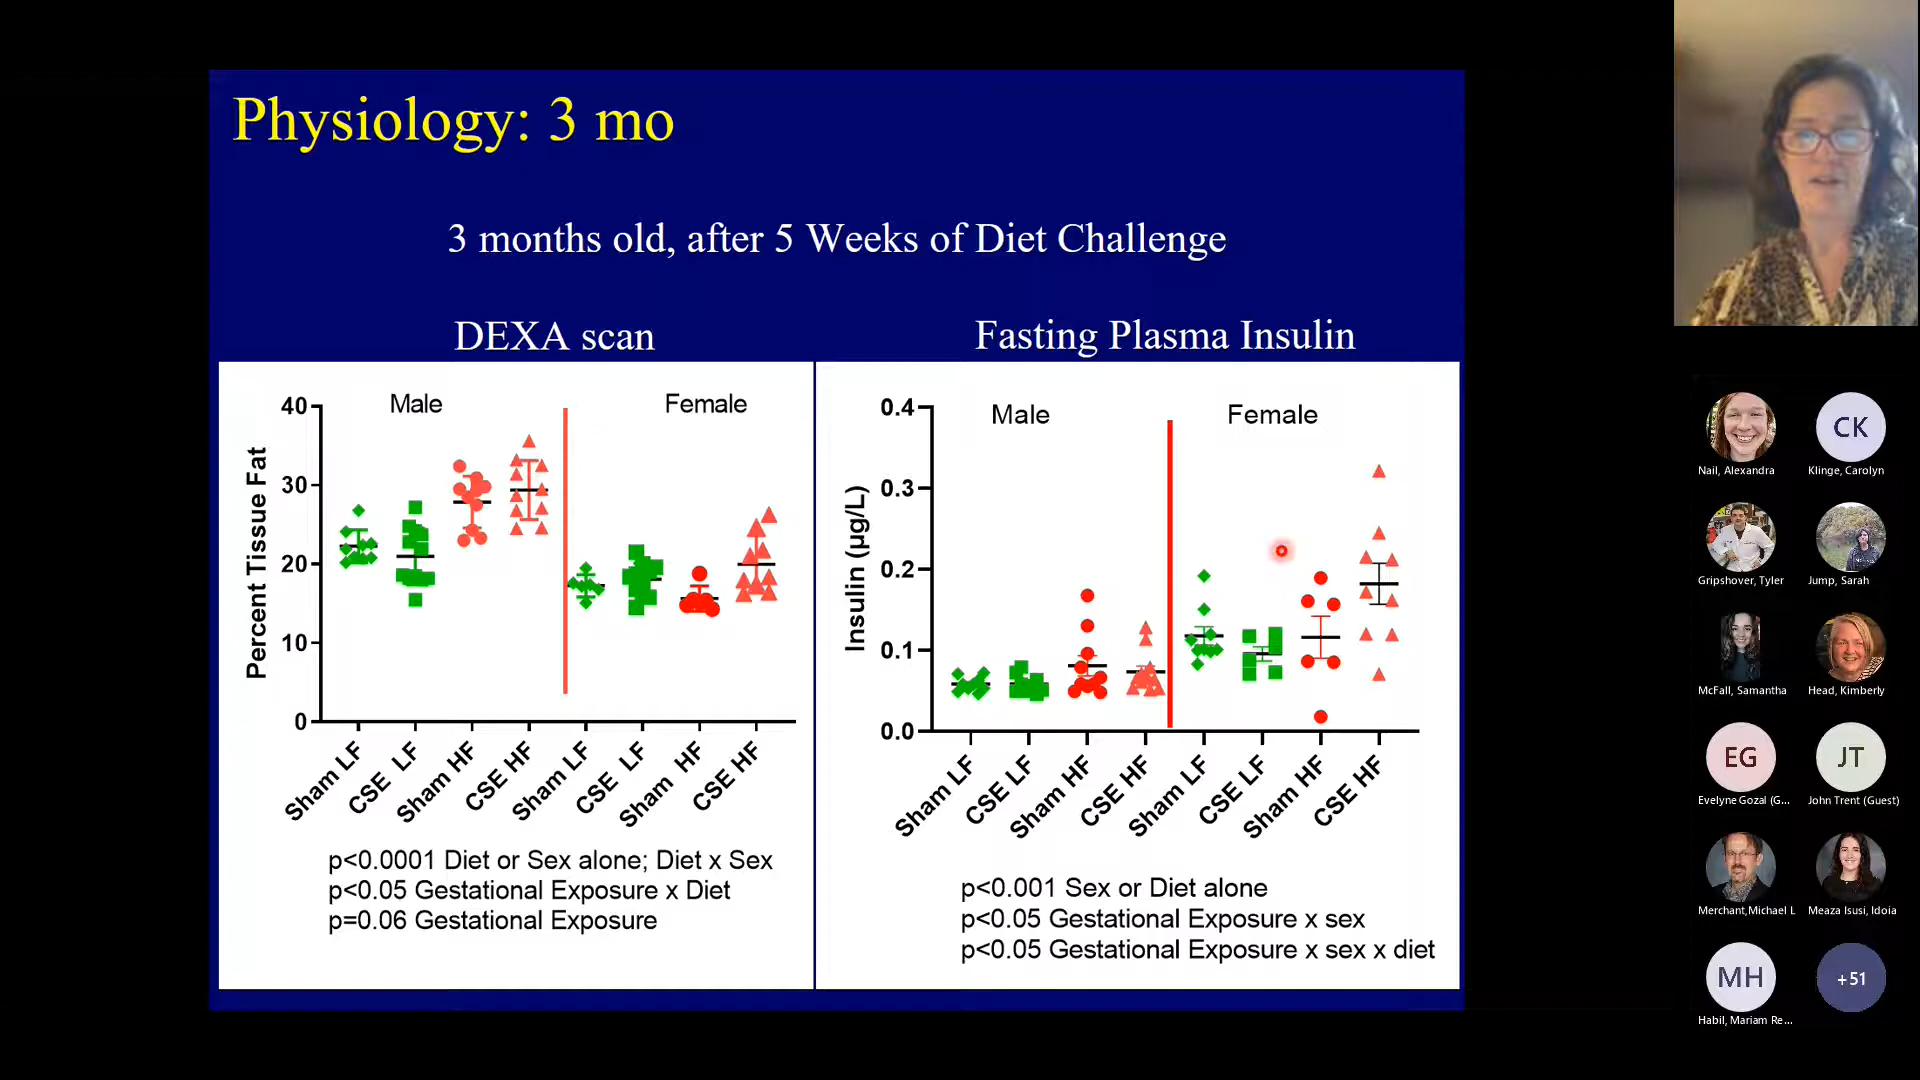 Physiology: 3 mo
3 months old, after 5 Weeks of Diet Challenge
DEXA scan
Fasting Plasma Insulin
Male
Female
Percent Tissue Fat
40
30
20
10
0
Sham LF
CSE LF
Sham HF
CSE HF
Sham LF
CSE LF
Sham HF
CSE HF
p<0.0001 Diet or Sex alone; Diet x Sex
p<0.05 Gestational Exposure x Diet
p=0.06 Gestational Exposure
Male
Female
Insulin (µg/L)
0.4
0.3
0.2
0.1
0.0
Sham LF
CSE LF
Sham HF
CSE HF
Sham LF
CSE LF
Sham HF
CSE HF
p<0.001 Sex or Diet alone
p<0.05 Gestational Exposure x sex
p<0.05 Gestational Exposure x sex x diet
Nail, Alexandra
CK
Klinge, Carolyn
Gripshover, Tyler
Jump, Sarah
McFall, Samantha
Head, Kimberly
EG
Evelyne Gozal (G...
JT
John Trent (Guest)
Merchant,Michael L
Meaza Isusi, Idoia
MH
Habil, Mariam Re...
+51